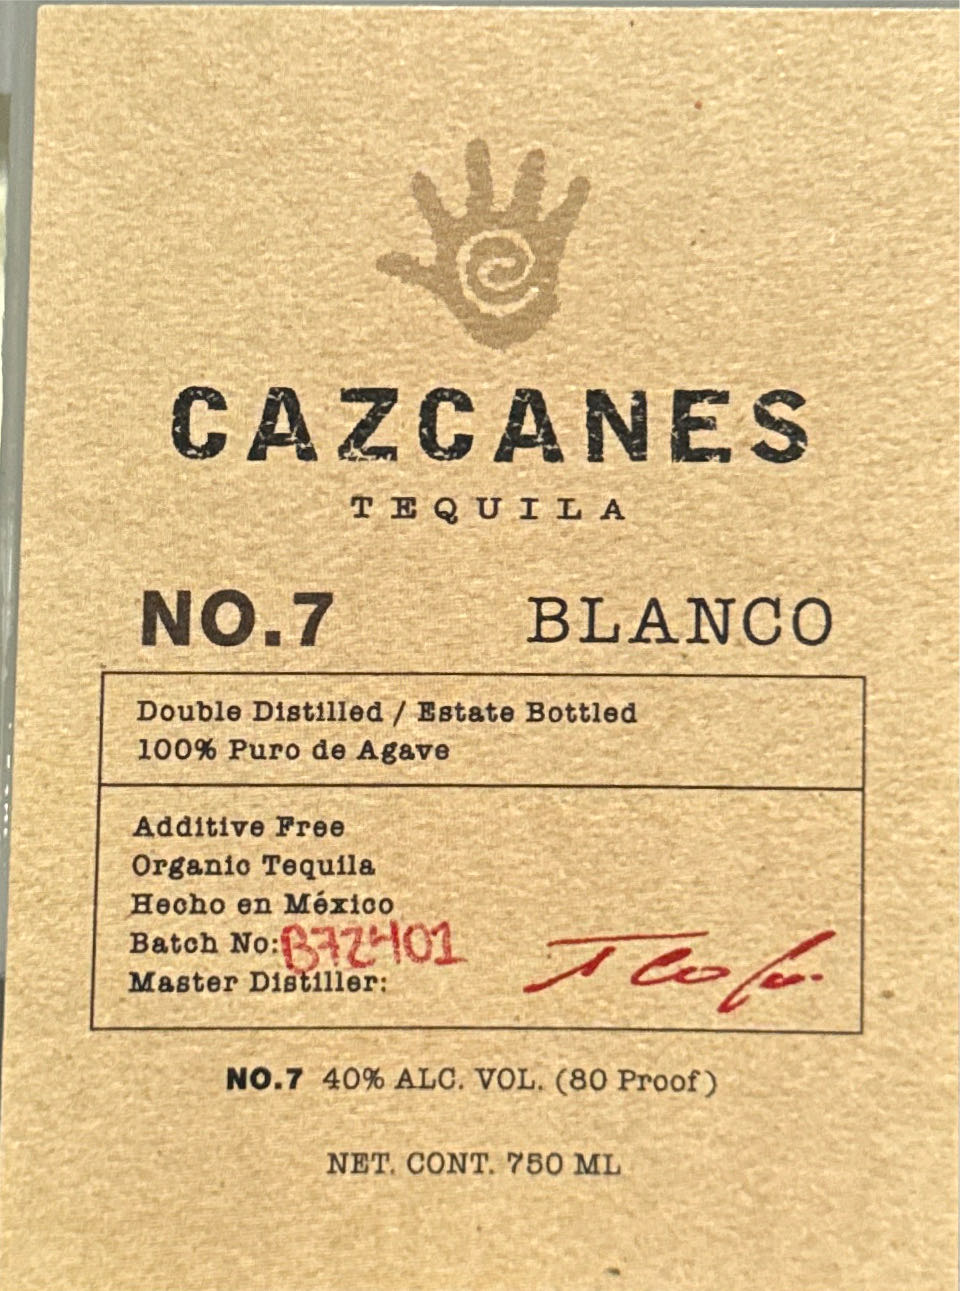 CAZCANES
TEQUILA
NO.7 BLANCO
Double Distilled / Estate Bottled
100% Puro de Agave
Additive Free
Organic Tequila
Hecho en México
Batch No: B72401
Master Distiller:
NO.7 40% ALC. VOL. (80 Proof)
NET. CONT. 750 ML